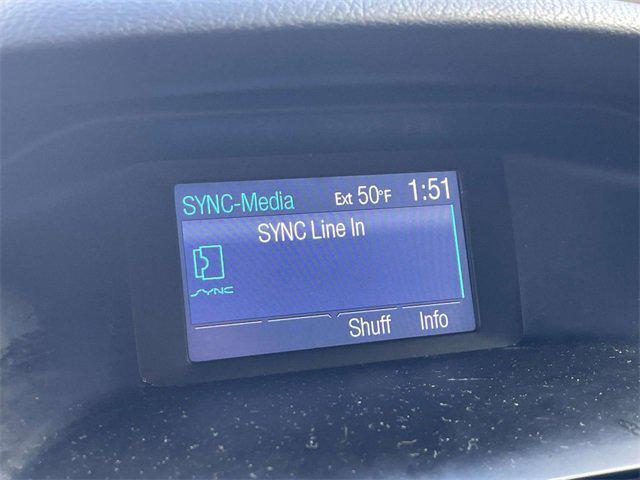 SYNC-Media Ext 50°F 1:51
SYNC Line In
SYNC
Shuff Info